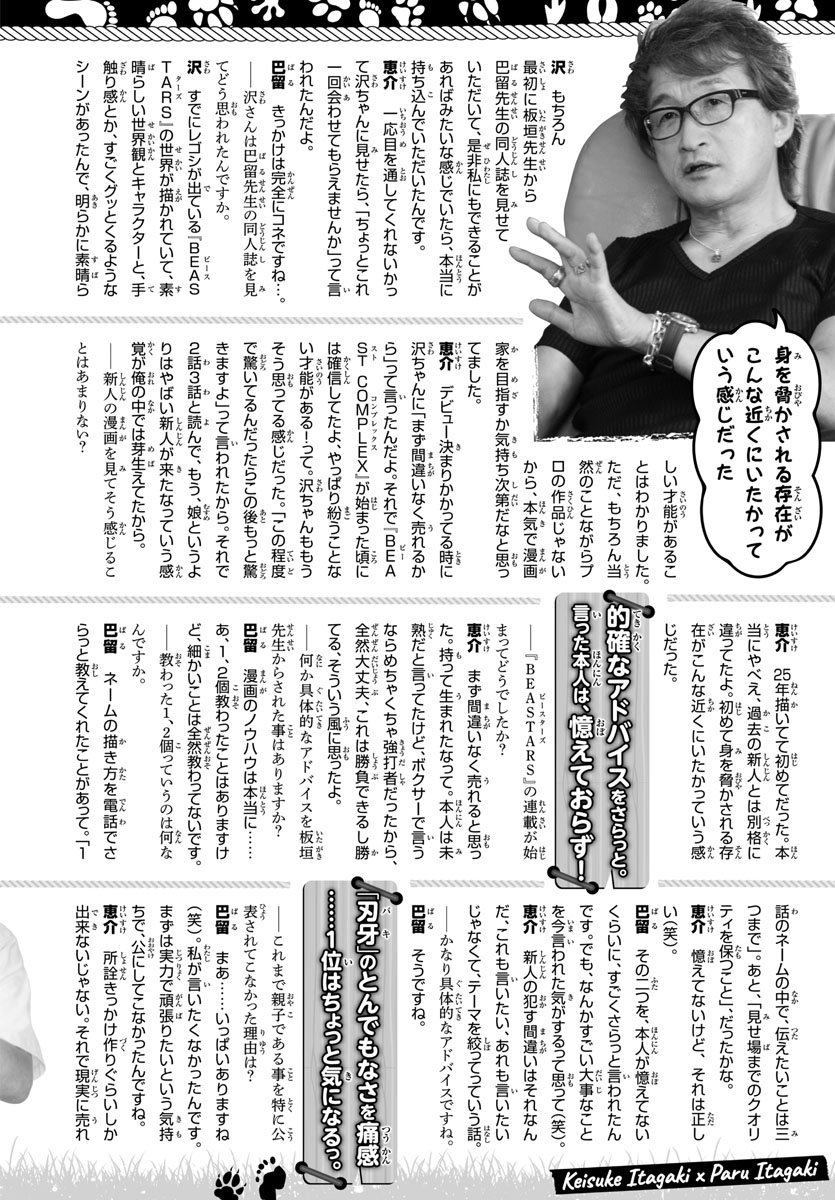 沢 もちろん
最初に板垣先生から
巴留先生の同人誌を見せて
いただいて、是非私にもできることが
あればみたいな感じでいたら、本当に
持ち込んでいただいたんです。
恵介 一応目を通してくれないかっ
て沢ちゃんに見せたら、「ちょっとこれ
一回会わせてもらえませんか」って言
われたんだよ。
巴留 きっかけは完全にコネですね…。
――沢さんは巴留先生の同人誌を見
てどう思われたんですか。
沢 すでにレゴシが出ている『BEAS
TARS』の世界が描かれていて、素
晴らしい世界観とキャラクターと、手
触り感とか、すごくグッとくるような
シーンがあったんで、明らかに素晴ら
身を脅かされる存在が
こんな近くにいたかって
いう感じだった
しい才能があるこ
とはわかりました。
ただ、もちろん当
然のことながらプ
ロの作品じゃない
から、本気で漫画
家を目指すか気持ち次第だなと思っ
てました。
恵介 デビュー決まりかかってる時に
沢ちゃんに「まず間違いなく売れるか
ら」って言ったんだよ。それで『BEA
ST COMPLEX』が始まった頃に
は確信してたよ、やっぱり紛うことな
い才能がある！って。沢ちゃんももう
そう思ってる感じだった。「この程度
で驚いてるんだったらこの後もっと驚
きますよ」って言われたから。それで
2話3話と読んで、もう、娘というよ
りはやばい新人が来たなっていう感
覚が俺の中では芽生えてたから。
――新人の漫画を見てそう感じるこ
とはあまりない？
恵介 25年描いてて初めてだった。本
当にやべえ、過去の新人とは別格に
違ってたよ。初めて身を脅かされる存
在がこんな近くにいたかっていう感
じだった。
的確なアドバイスをさらっと。
言った本人は、憶えておらず！
――『BEASTARS』の連載が始
まってどうでしたか？
恵介 まず間違いなく売れると思っ
た。持って生まれたなって。本人は未
熟だと言ってたけど、ボクサーで言う
ならめちゃくちゃ強打者だったから、
全然大丈夫、これは勝負できるし勝
てる、そういう風に思ったよ。
――何か具体的なアドバイスを板垣
先生からされた事はありますか？
巴留 漫画のノウハウは本当に……
あ、1、2個教わったことはありますけ
ど、細かいことは全然教わってないです。
――教わった1、2個っていうのは何な
んですか。
巴留 ネームの描き方を電話でさ
らっと教えてくれたことがあって。「1
話のネームの中で、伝えたいことは三
つまで」。あと、「見せ場までのクオリ
ティを保つこと」、だったかな。
恵介 憶えてないけど、それは正し
い（笑）。
巴留 その二つを、本人が憶えてない
くらいに、すごくさらっと言われたん
です。でも、なんかすごい大事なこと
を今言われた気がするって思って（笑）。
恵介 新人の犯す間違いはそれなん
だ、これも言いたい、あれも言いたい
じゃなくて、テーマを絞ってっていう話。
――かなり具体的なアドバイスですね。
巴留 そうですね。
『刃牙』のとんでもなさを痛感
……1位はちょっと気になるっ。
――これまで親子である事を特に公
表されてこなかった理由は？
巴留 まあ……いっぱいありますね
（笑）。私が言いたくなかったんです。
まずは実力で頑張りたいという気持
ちで、公にしてこなかったんですね。
恵介 所詮きっかけ作りぐらいしか
出来ないじゃない。それで現実に売れ
Keisuke Itagaki x Paru Itagaki